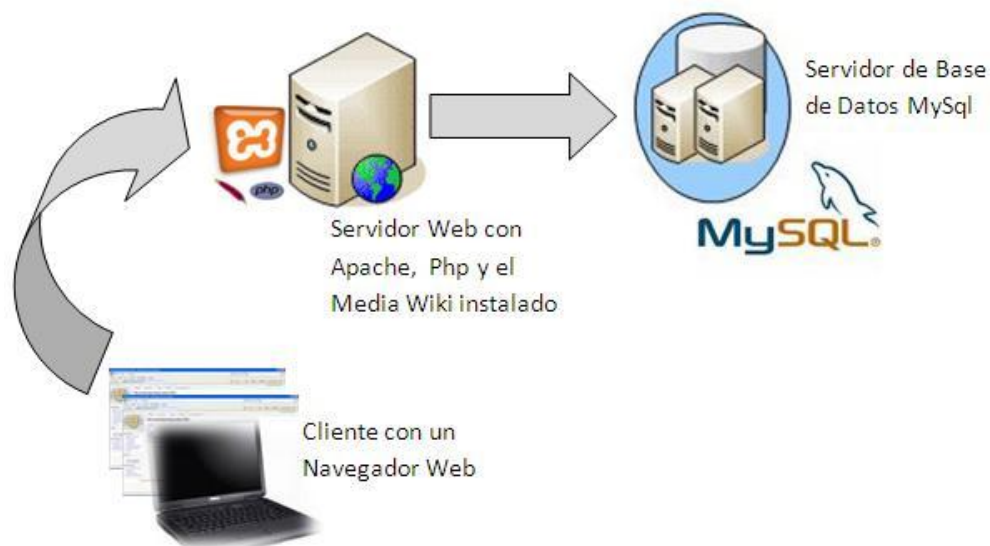 Servidor de Base
de Datos MySql
MySQL®
php
Servidor Web con
Apache, Php y el
Media Wiki instalado
Cliente con un
Navegador Web